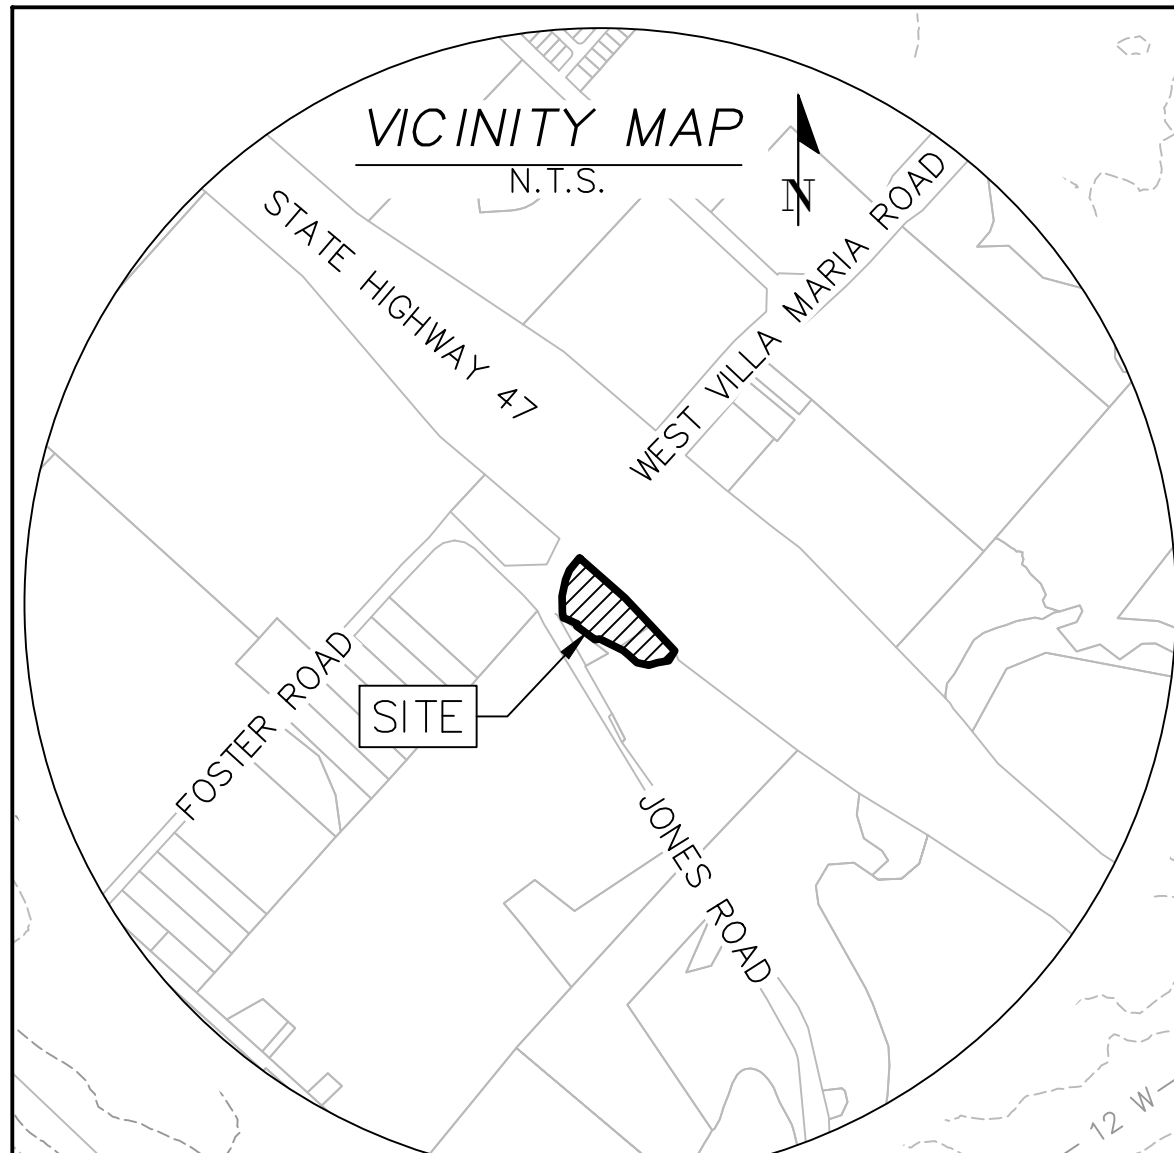 VICINITY MAP
N.T.S.
N
STATE HIGHWAY 47
WEST VILLA MARIA ROAD
FOSTER ROAD
SITE
JONES ROAD
12 W